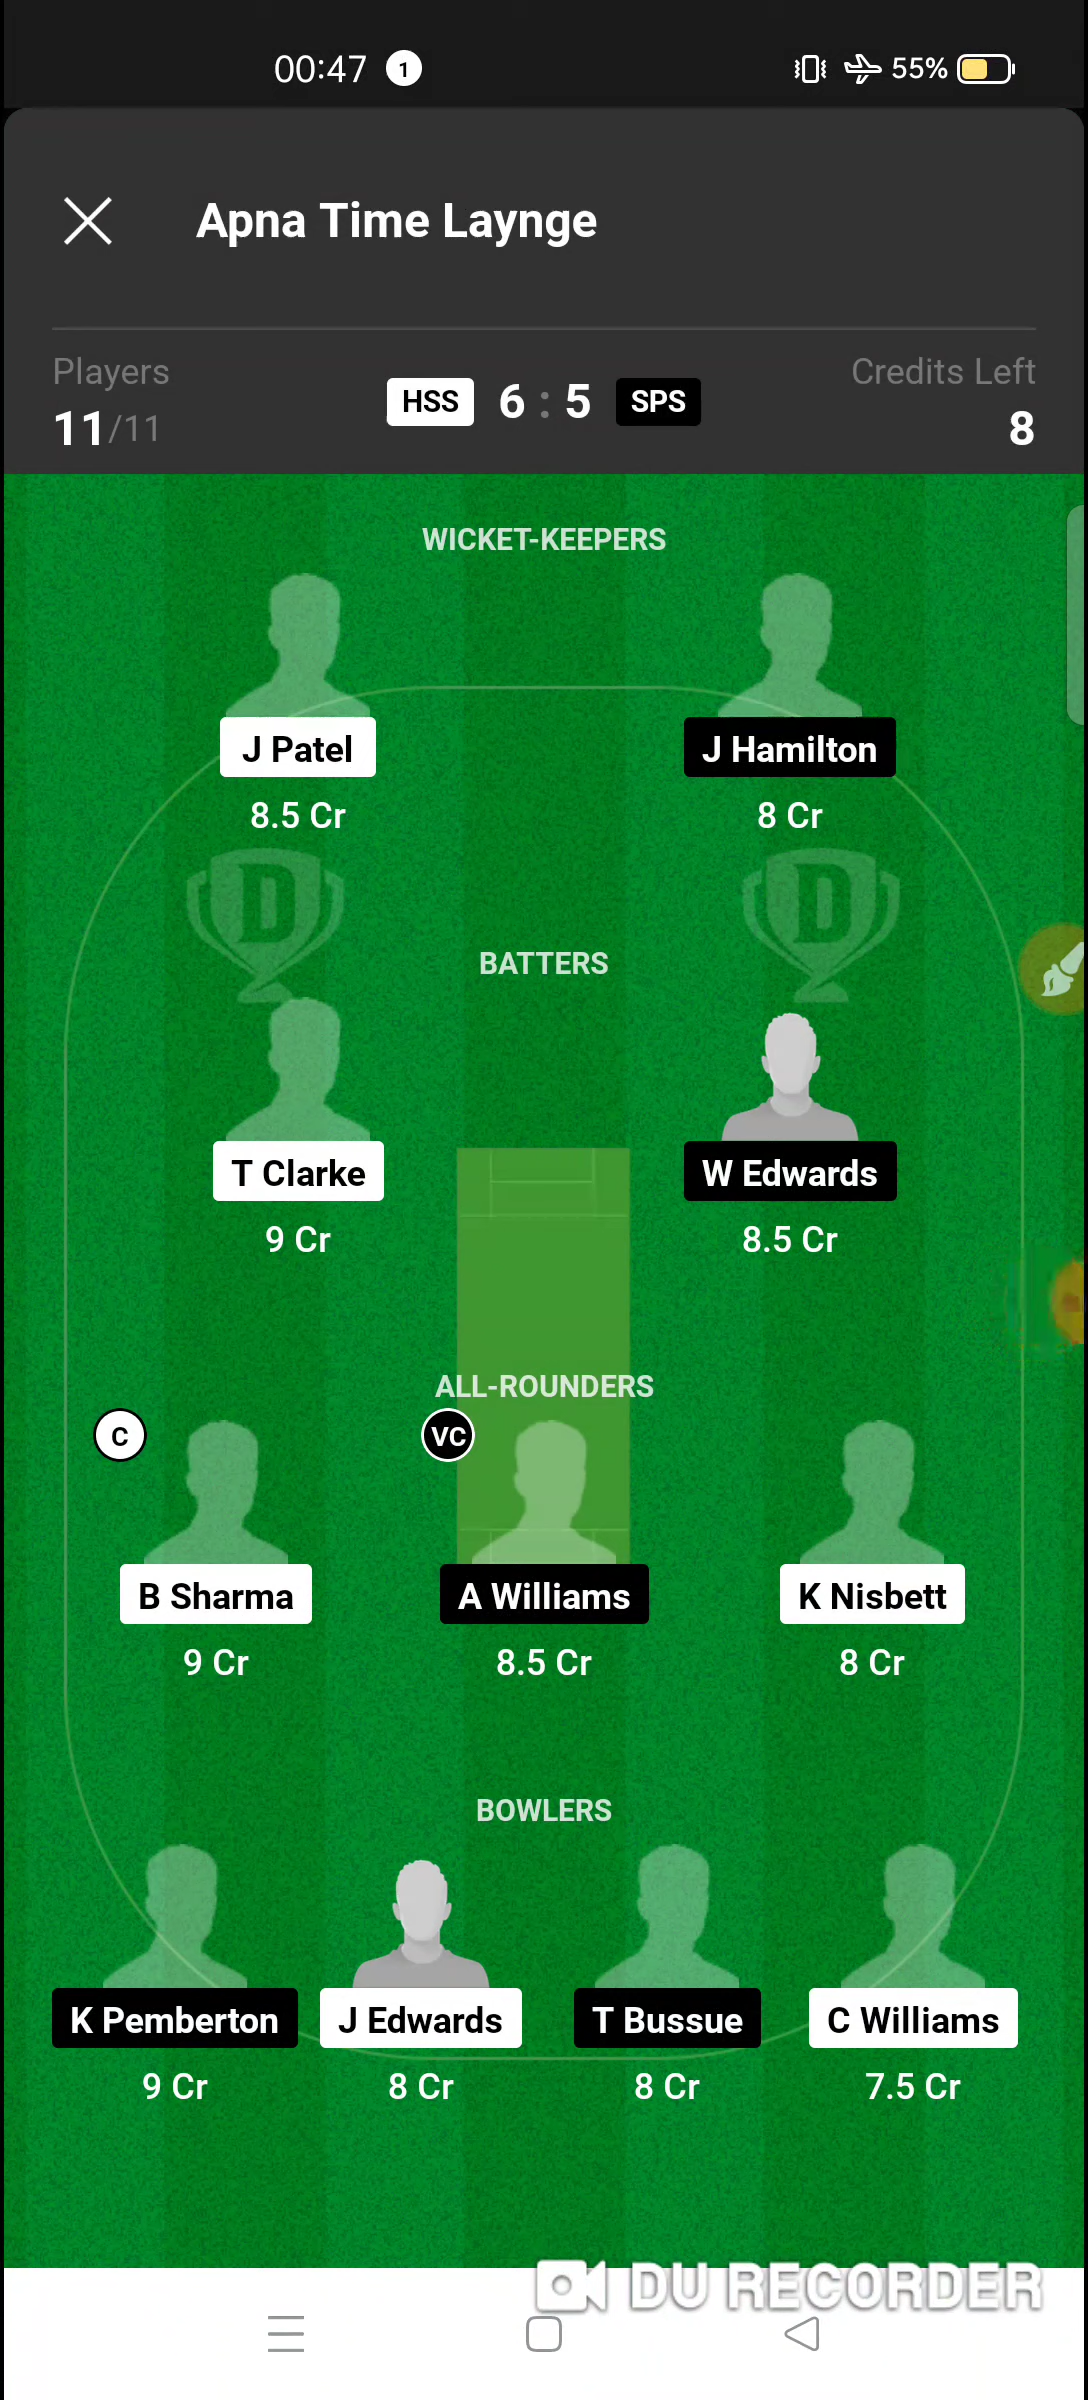 00:47 1 55%
Apna Time Laynge
Players
Credits Left
11/11
HSS 6 : 5 SPS
8
WICKET-KEEPERS
J Patel J Hamilton
8.5 Cr 8 Cr
D D
BATTERS
T Clarke W Edwards
9 Cr 8.5 Cr
ALL-ROUNDERS
C VC
B Sharma A Williams K Nisbett
9 Cr 8.5 Cr 8 Cr
BOWLERS
K Pemberton J Edwards T Bussue C Williams
9 Cr 8 Cr 8 Cr 7.5 Cr
DU RECORDER